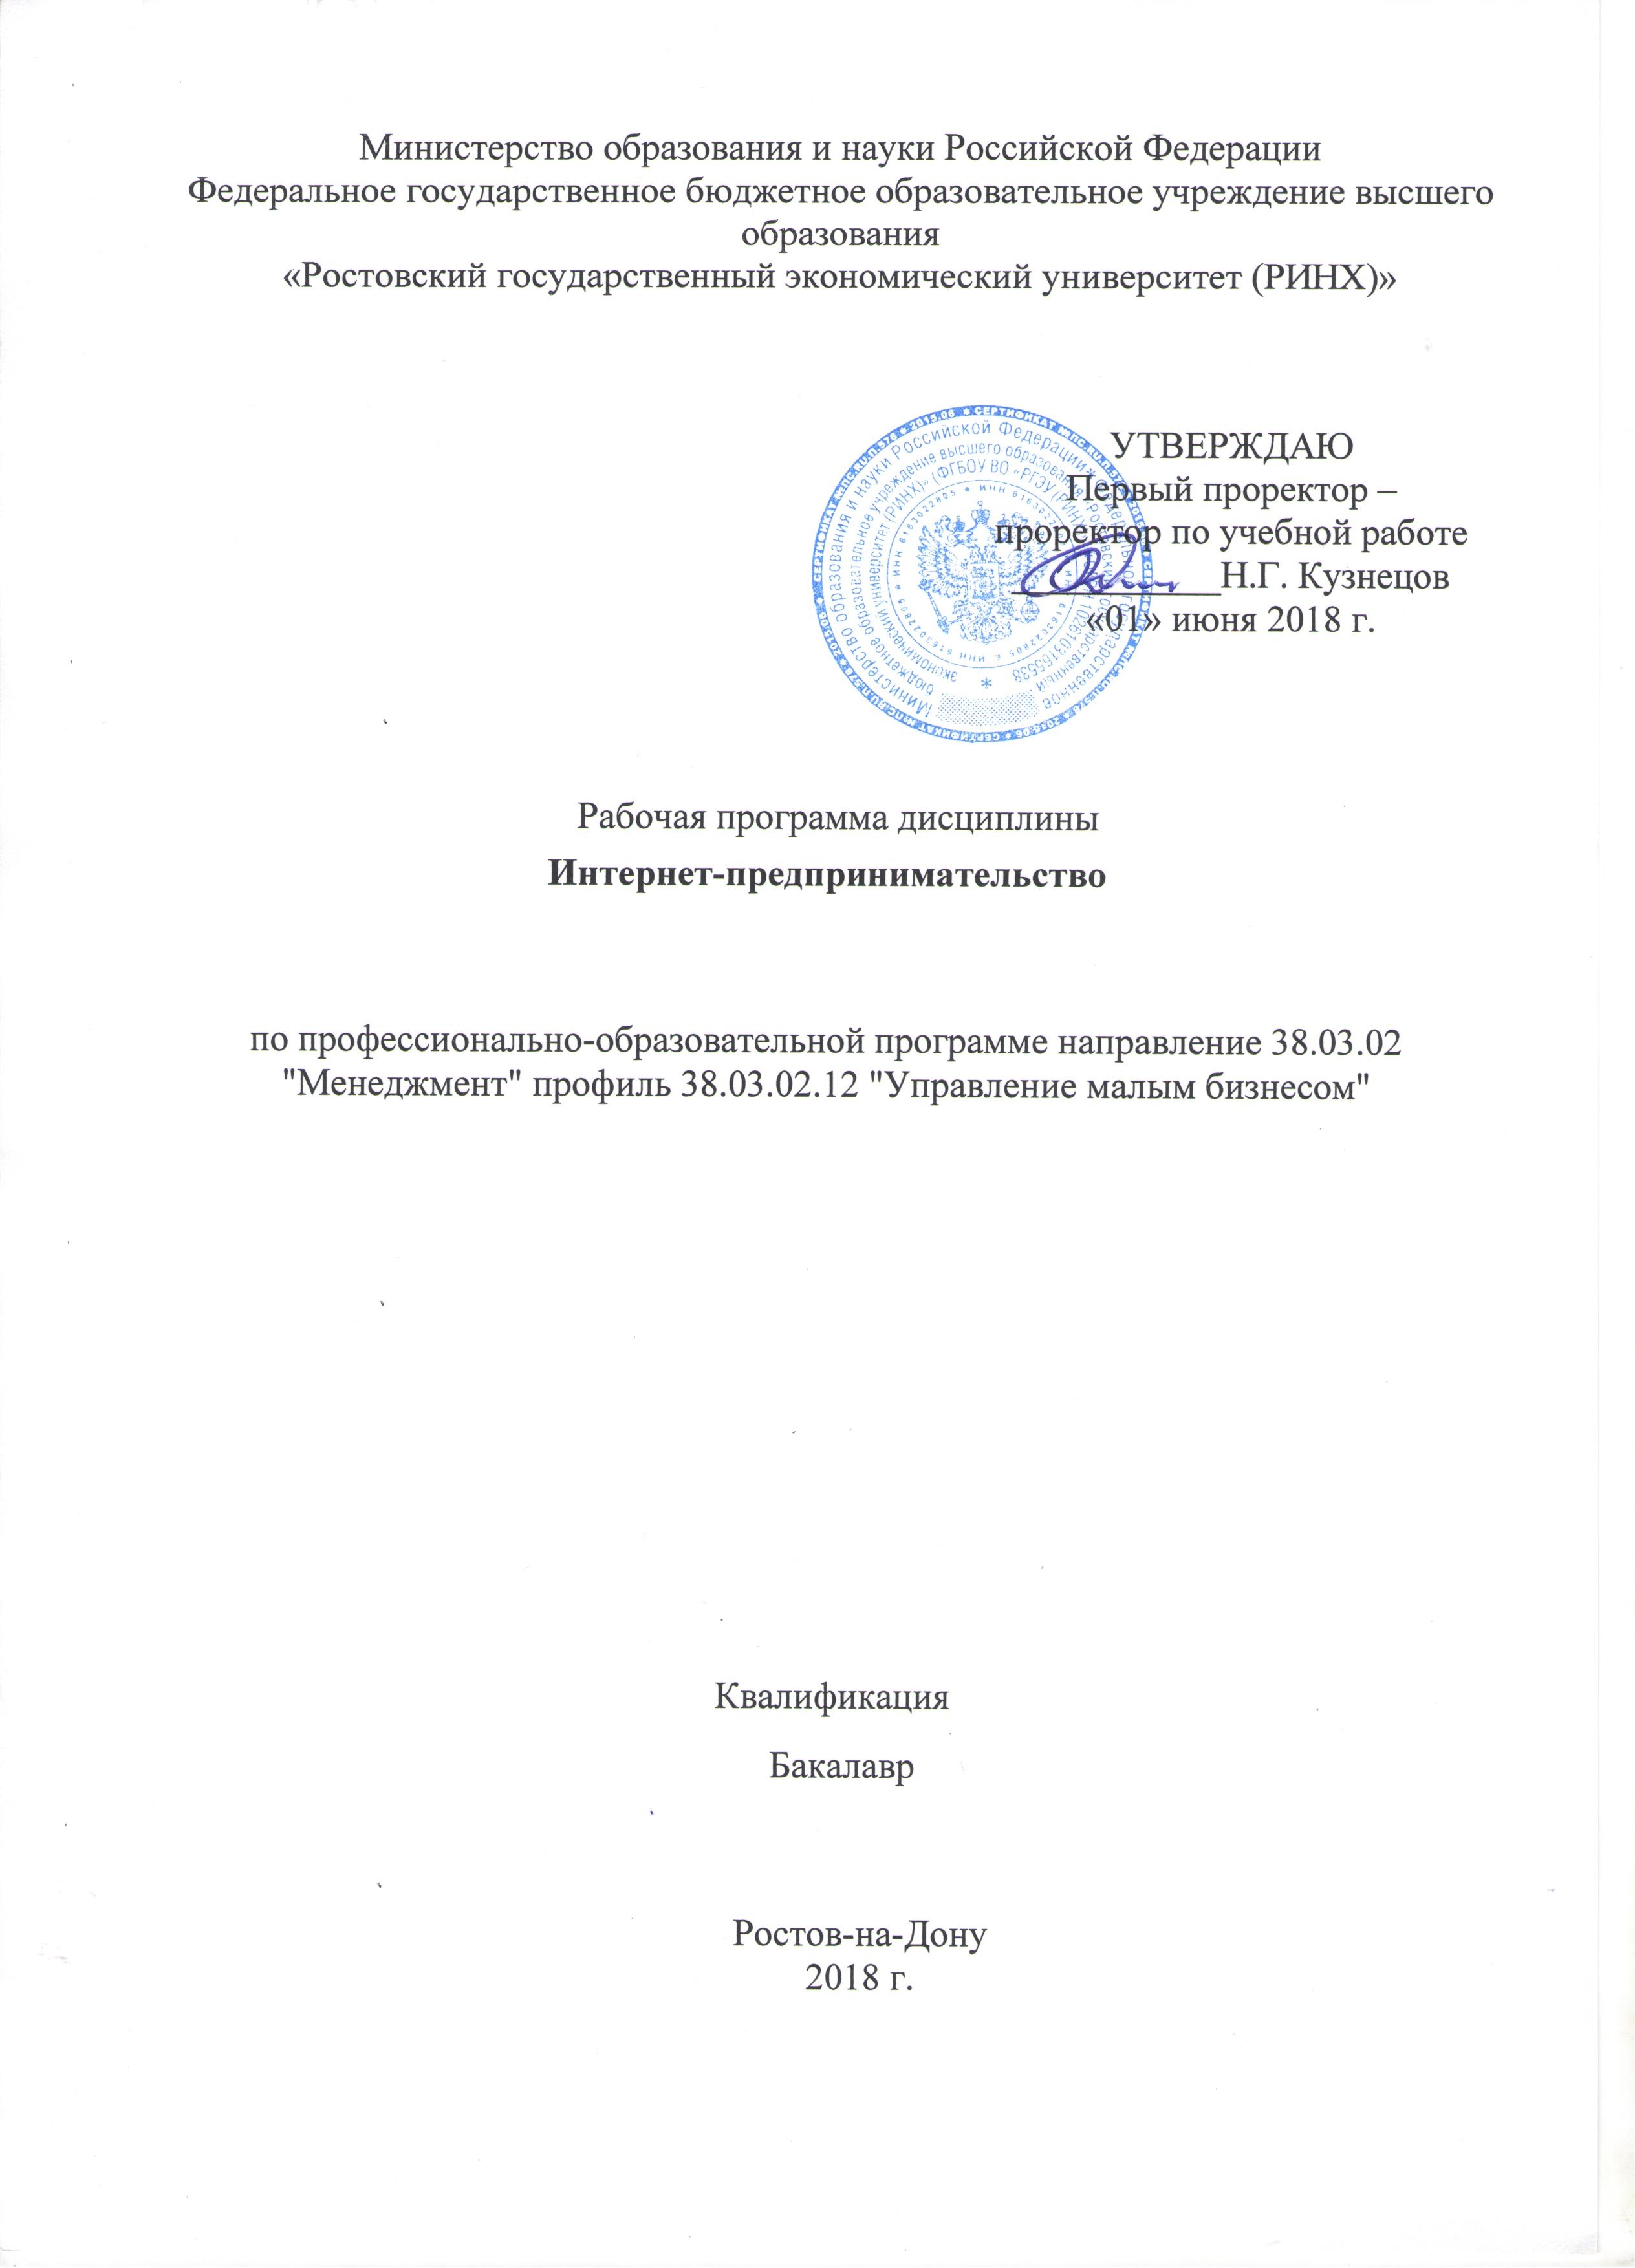 Министерство образования и науки Российской Федерации
Федеральное государственное бюджетное образовательное учреждение высшего
образования
«Ростовский государственный экономический университет (РИНХ)»
УТВЕРЖДАЮ
Первый проректор –
проректор по учебной работе
Н.Г. Кузнецов
«01» июня 2018 г.
Рабочая программа дисциплины
Интернет-предпринимательство
по профессионально-образовательной программе направление 38.03.02
"Менеджмент" профиль 38.03.02.12 "Управление малым бизнесом"
Квалификация
Бакалавр
Ростов-на-Дону
2018 г.